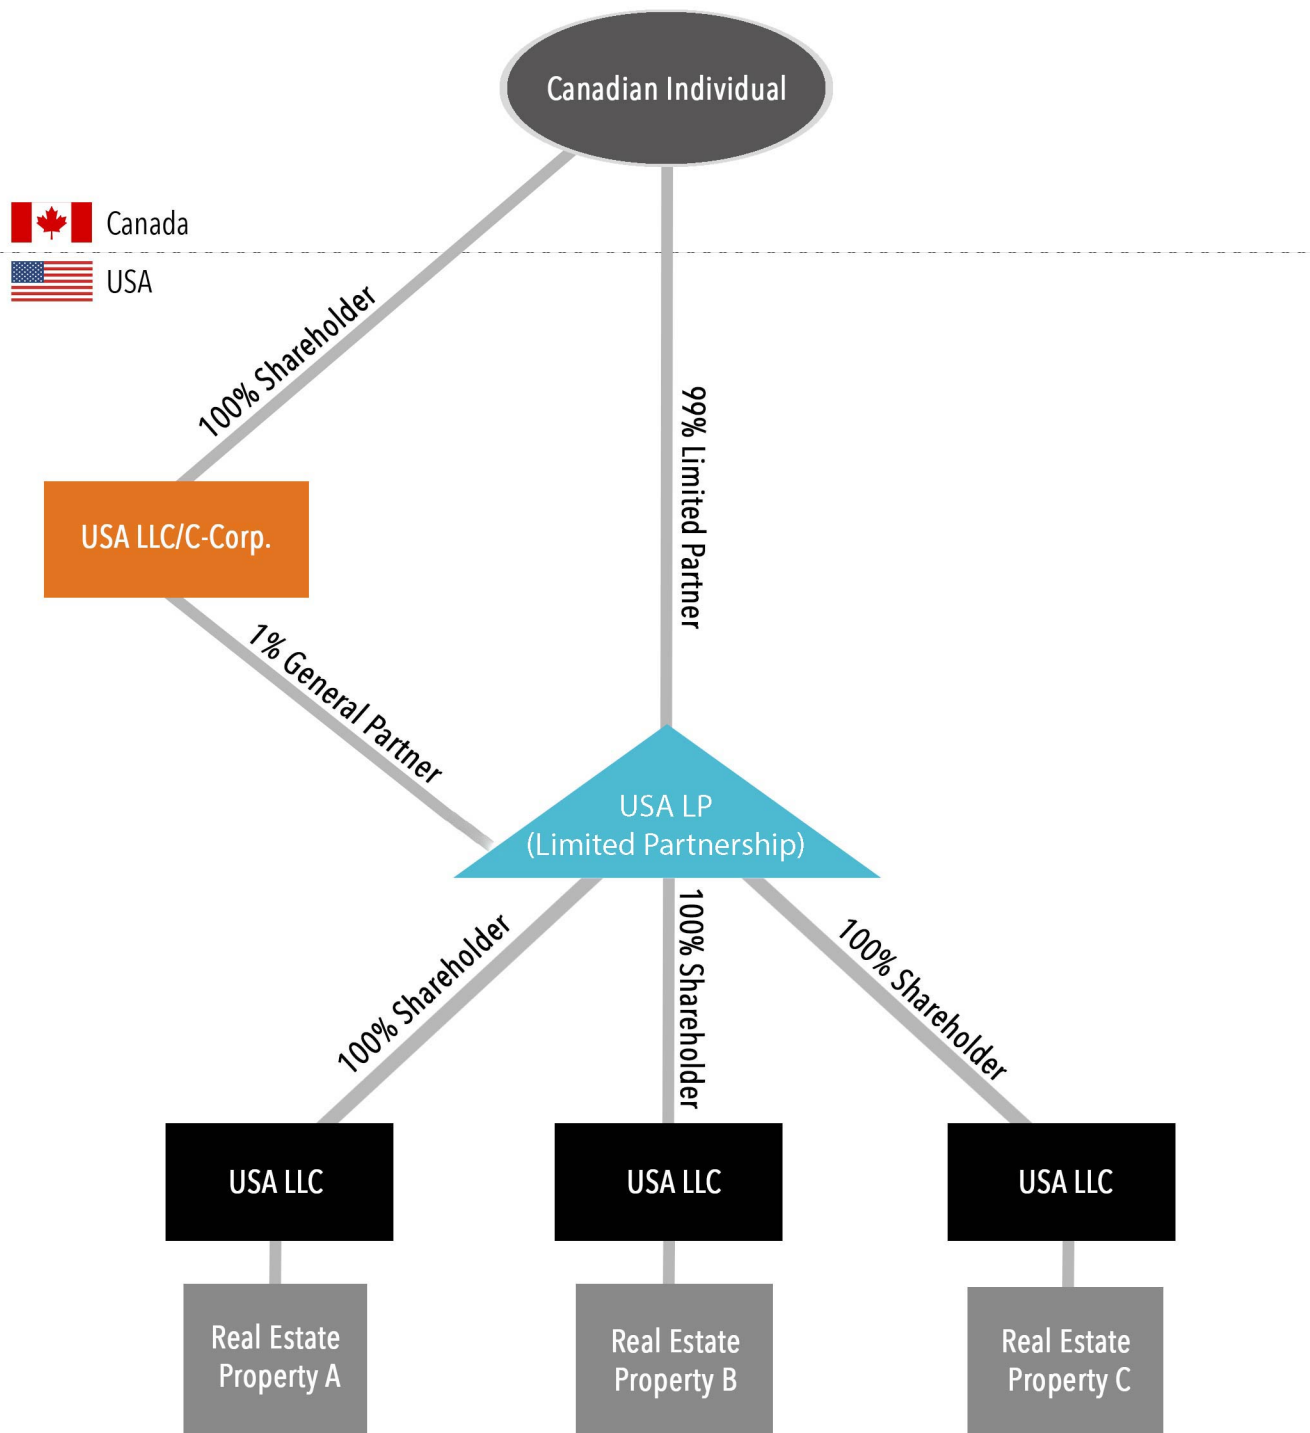 Canadian Individual
Canada
USA
100% Shareholder
99% Limited Partner
USA LLC/C-Corp.
1% General Partner
USA LP
(Limited Partnership)
100% Shareholder
100% Shareholder
100% Shareholder
USA LLC
USA LLC
USA LLC
Real Estate
Property A
Real Estate
Property B
Real Estate
Property C